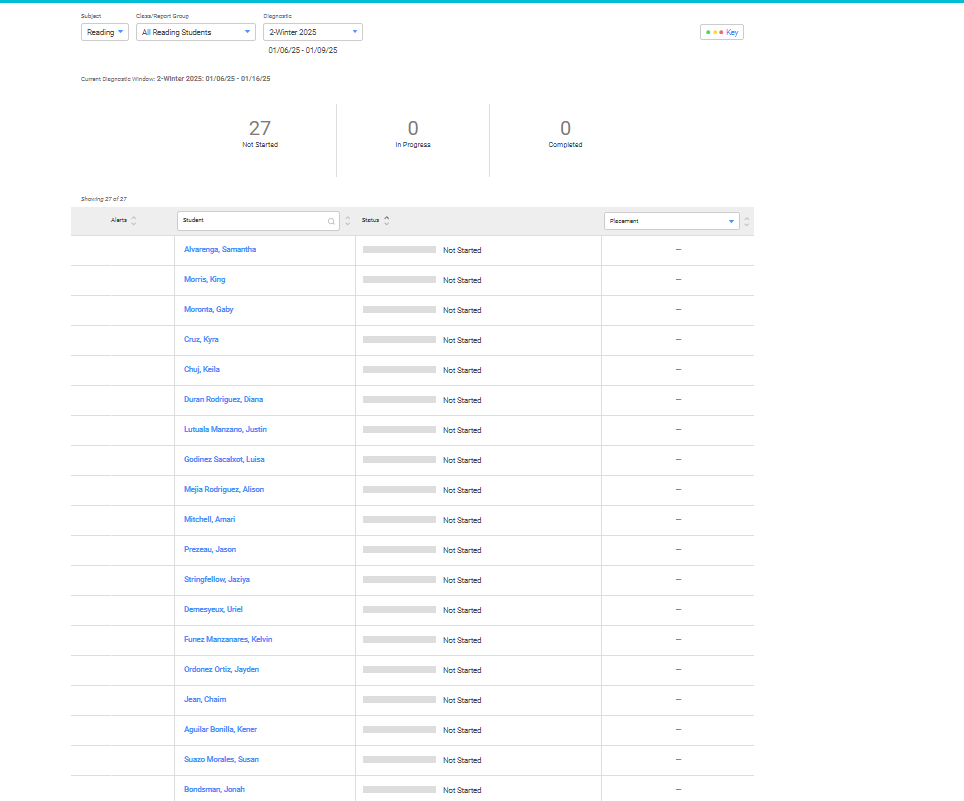 Subject Class/Report Group Diagnostic
Reading All Reading Students 2-Winter 2025 Key
01/06/25 - 01/09/25
Current Diagnostic Window: 2-Winter 2025: 01/06/25 - 01/16/25
27 0 0
Not Started In Progress Completed
Showing 27 of 27
Alerts Student Status Placement
Alvarenga, Samantha Not Started —
Morris, King Not Started —
Moronta, Gaby Not Started —
Cruz, Kyra Not Started —
Chuj, Keila Not Started —
Duran Rodriguez, Diana Not Started —
Lutuala Manzano, Justin Not Started —
Godinez Sacalxot, Luisa Not Started —
Mejia Rodriguez, Alison Not Started —
Mitchell, Amari Not Started —
Prezeau, Jason Not Started —
Stringfellow, Jaziya Not Started —
Demesyeux, Uriel Not Started —
Funez Manzanares, Kelvin Not Started —
Ordonez Ortiz, Jayden Not Started —
Jean, Chaim Not Started —
Aguilar Bonilla, Kener Not Started —
Suazo Morales, Susan Not Started —
Bondsman, Jonah Not Started —